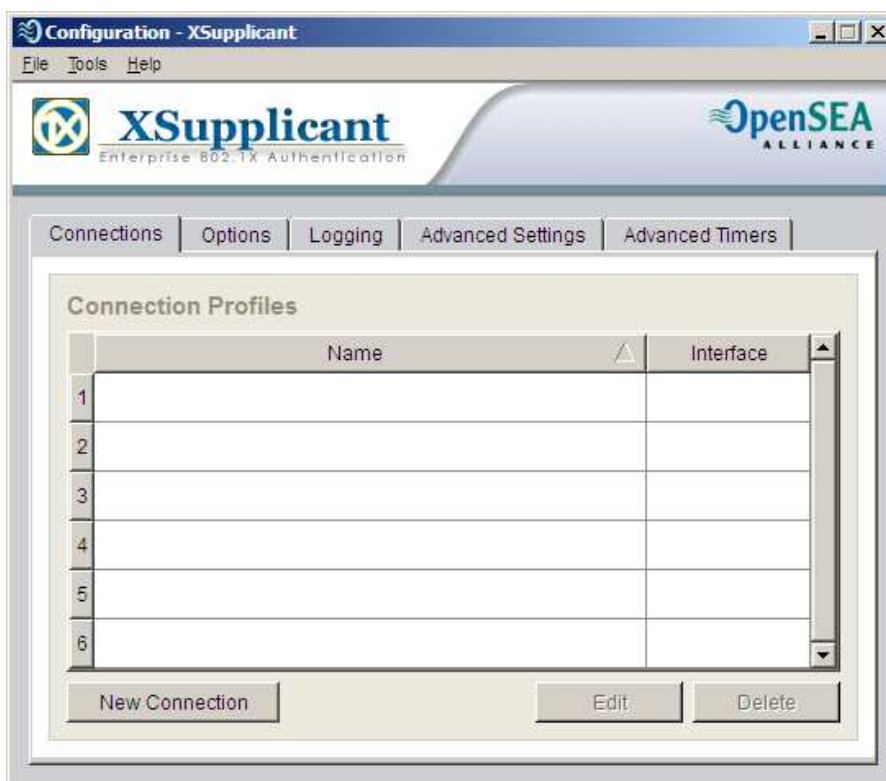 Configuration - XSupplicant
File Tools Help
1X XSupplicant
Enterprise 802.1X Authentication
OpenSEA
ALLIANCE
Connections Options Logging Advanced Settings Advanced Timers
Connection Profiles
Name Interface
1
2
3
4
5
6
New Connection Edit Delete